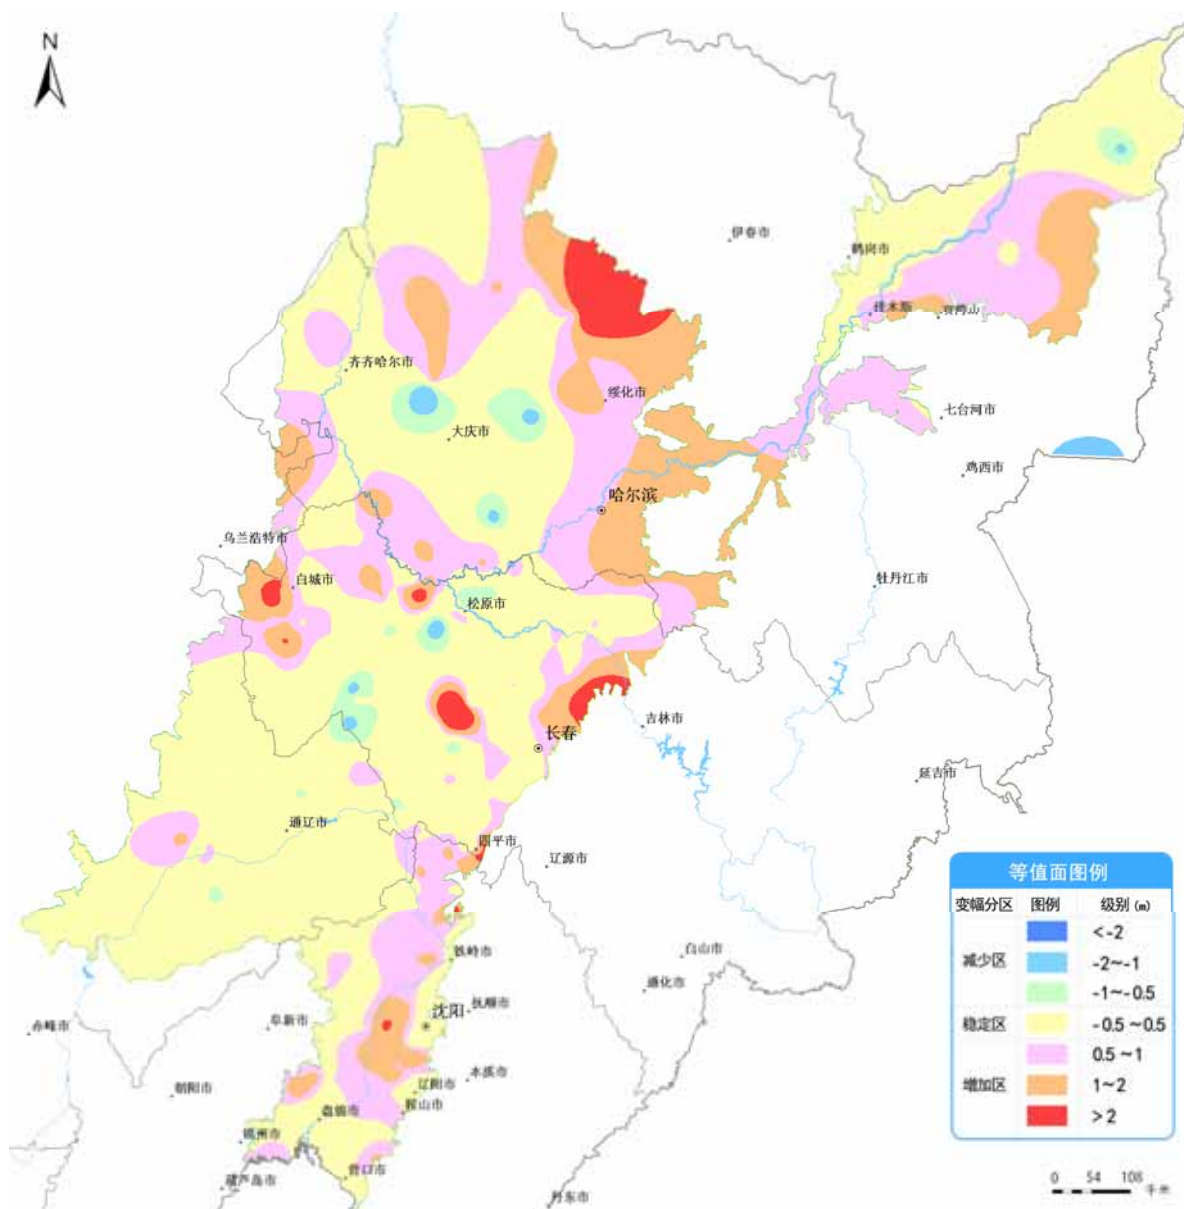 N
伊春市
鹤岗市
佳木斯
双鸭山
齐齐哈尔市
绥化市
七台河市
大庆市
鸡西市
哈尔滨
乌兰浩特市
白城市
牡丹江市
松原市
吉林市
长春
延吉市
通辽市
四平市
辽源市
铁岭市
白山市
通化市
抚顺市
沈阳
阜新市
赤峰市
本溪市
辽阳市
朝阳市
鞍山市
盘锦市
锦州市
营口市
葫芦岛市
丹东市
等值面图例
变幅分区 图例 级别 (m)
<-2
减少区 -2~-1
-1~-0.5
稳定区 -0.5~0.5
0.5~1
增加区 1~2
>2
0 54 108
千米